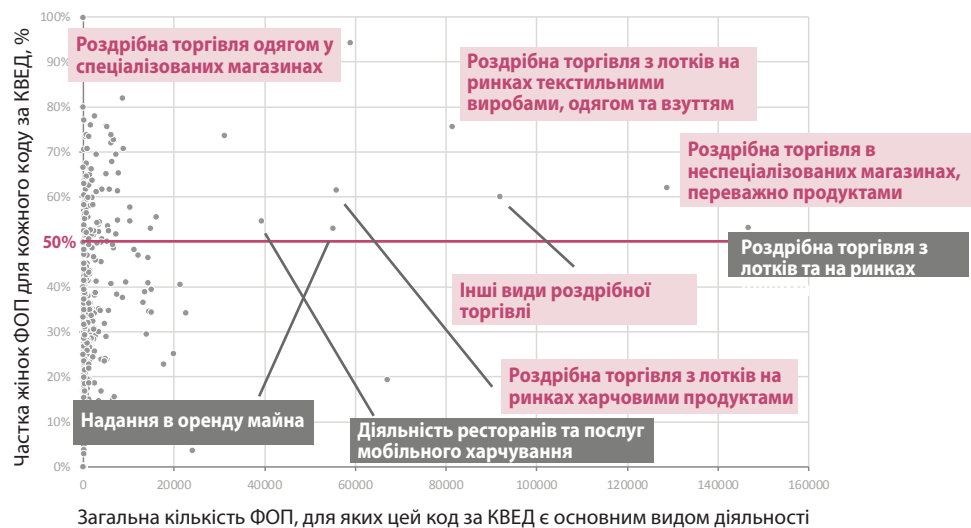 Частка жінок ФОП для кожного коду за КВЕД, %
100%
90%
80%
70%
60%
50%
40%
30%
20%
10%
0%
Роздрібна торгівля одягом у
спеціалізованих магазинах
Роздрібна торгівля з лотків на
ринках текстильними
виробами, одягом та взуттям
Роздрібна торгівля в
неспеціалізованих магазинах,
переважно продуктами
Роздрібна торгівля з
лотків та на ринках
Інші види роздрібної
торгівлі
Роздрібна торгівля з лотків на
ринках харчовими продуктами
Надання в оренду майна
Діяльність ресторанів та послуг
мобільного харчування
0
20000
40000
60000
80000
100000
120000
140000
160000
Загальна кількість ФОП, для яких цей код за КВЕД є основним видом діяльності